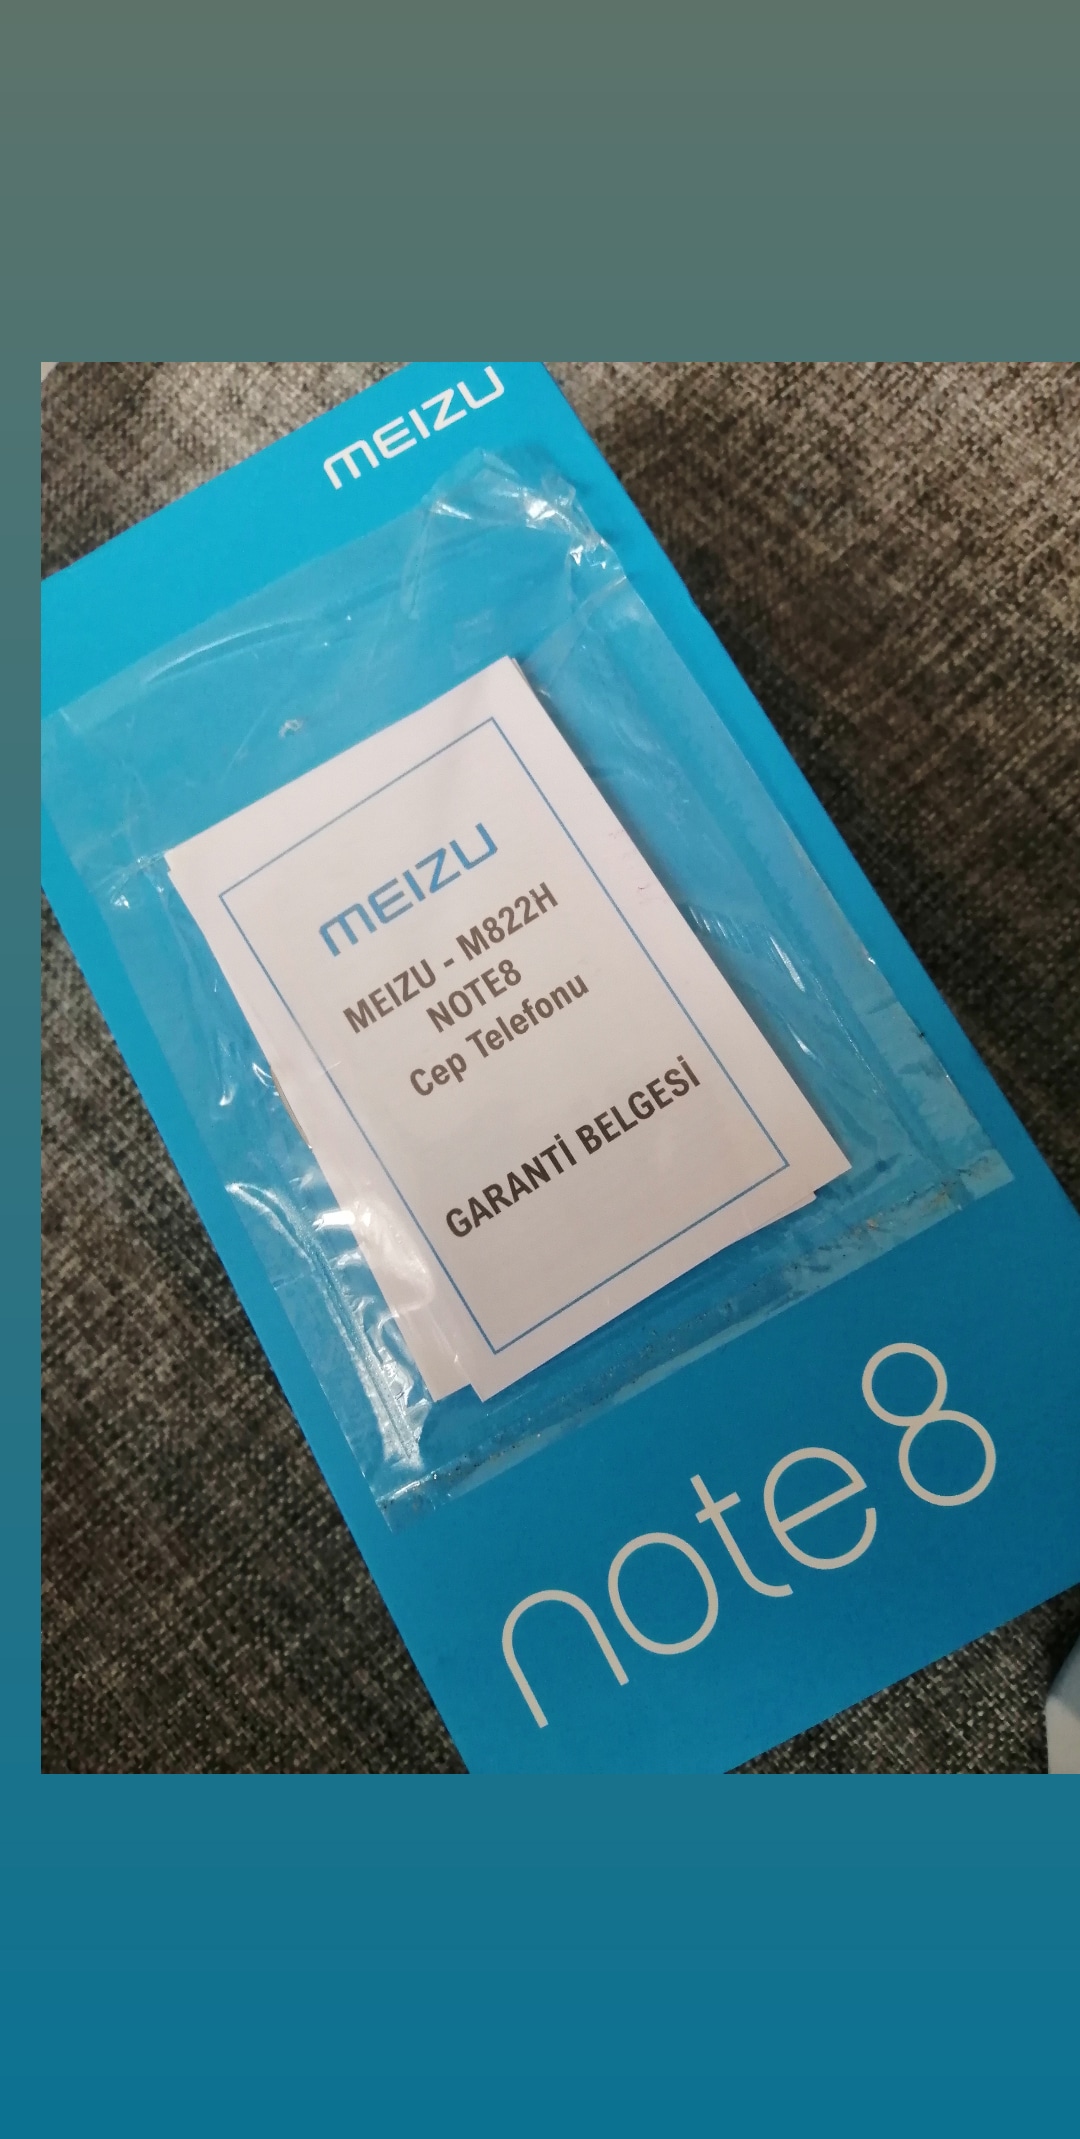 MEIZU
MEIZU
MEIZU - M822H
NOTE8
Cep Telefonu
GARANTİ BELGESİ
note8